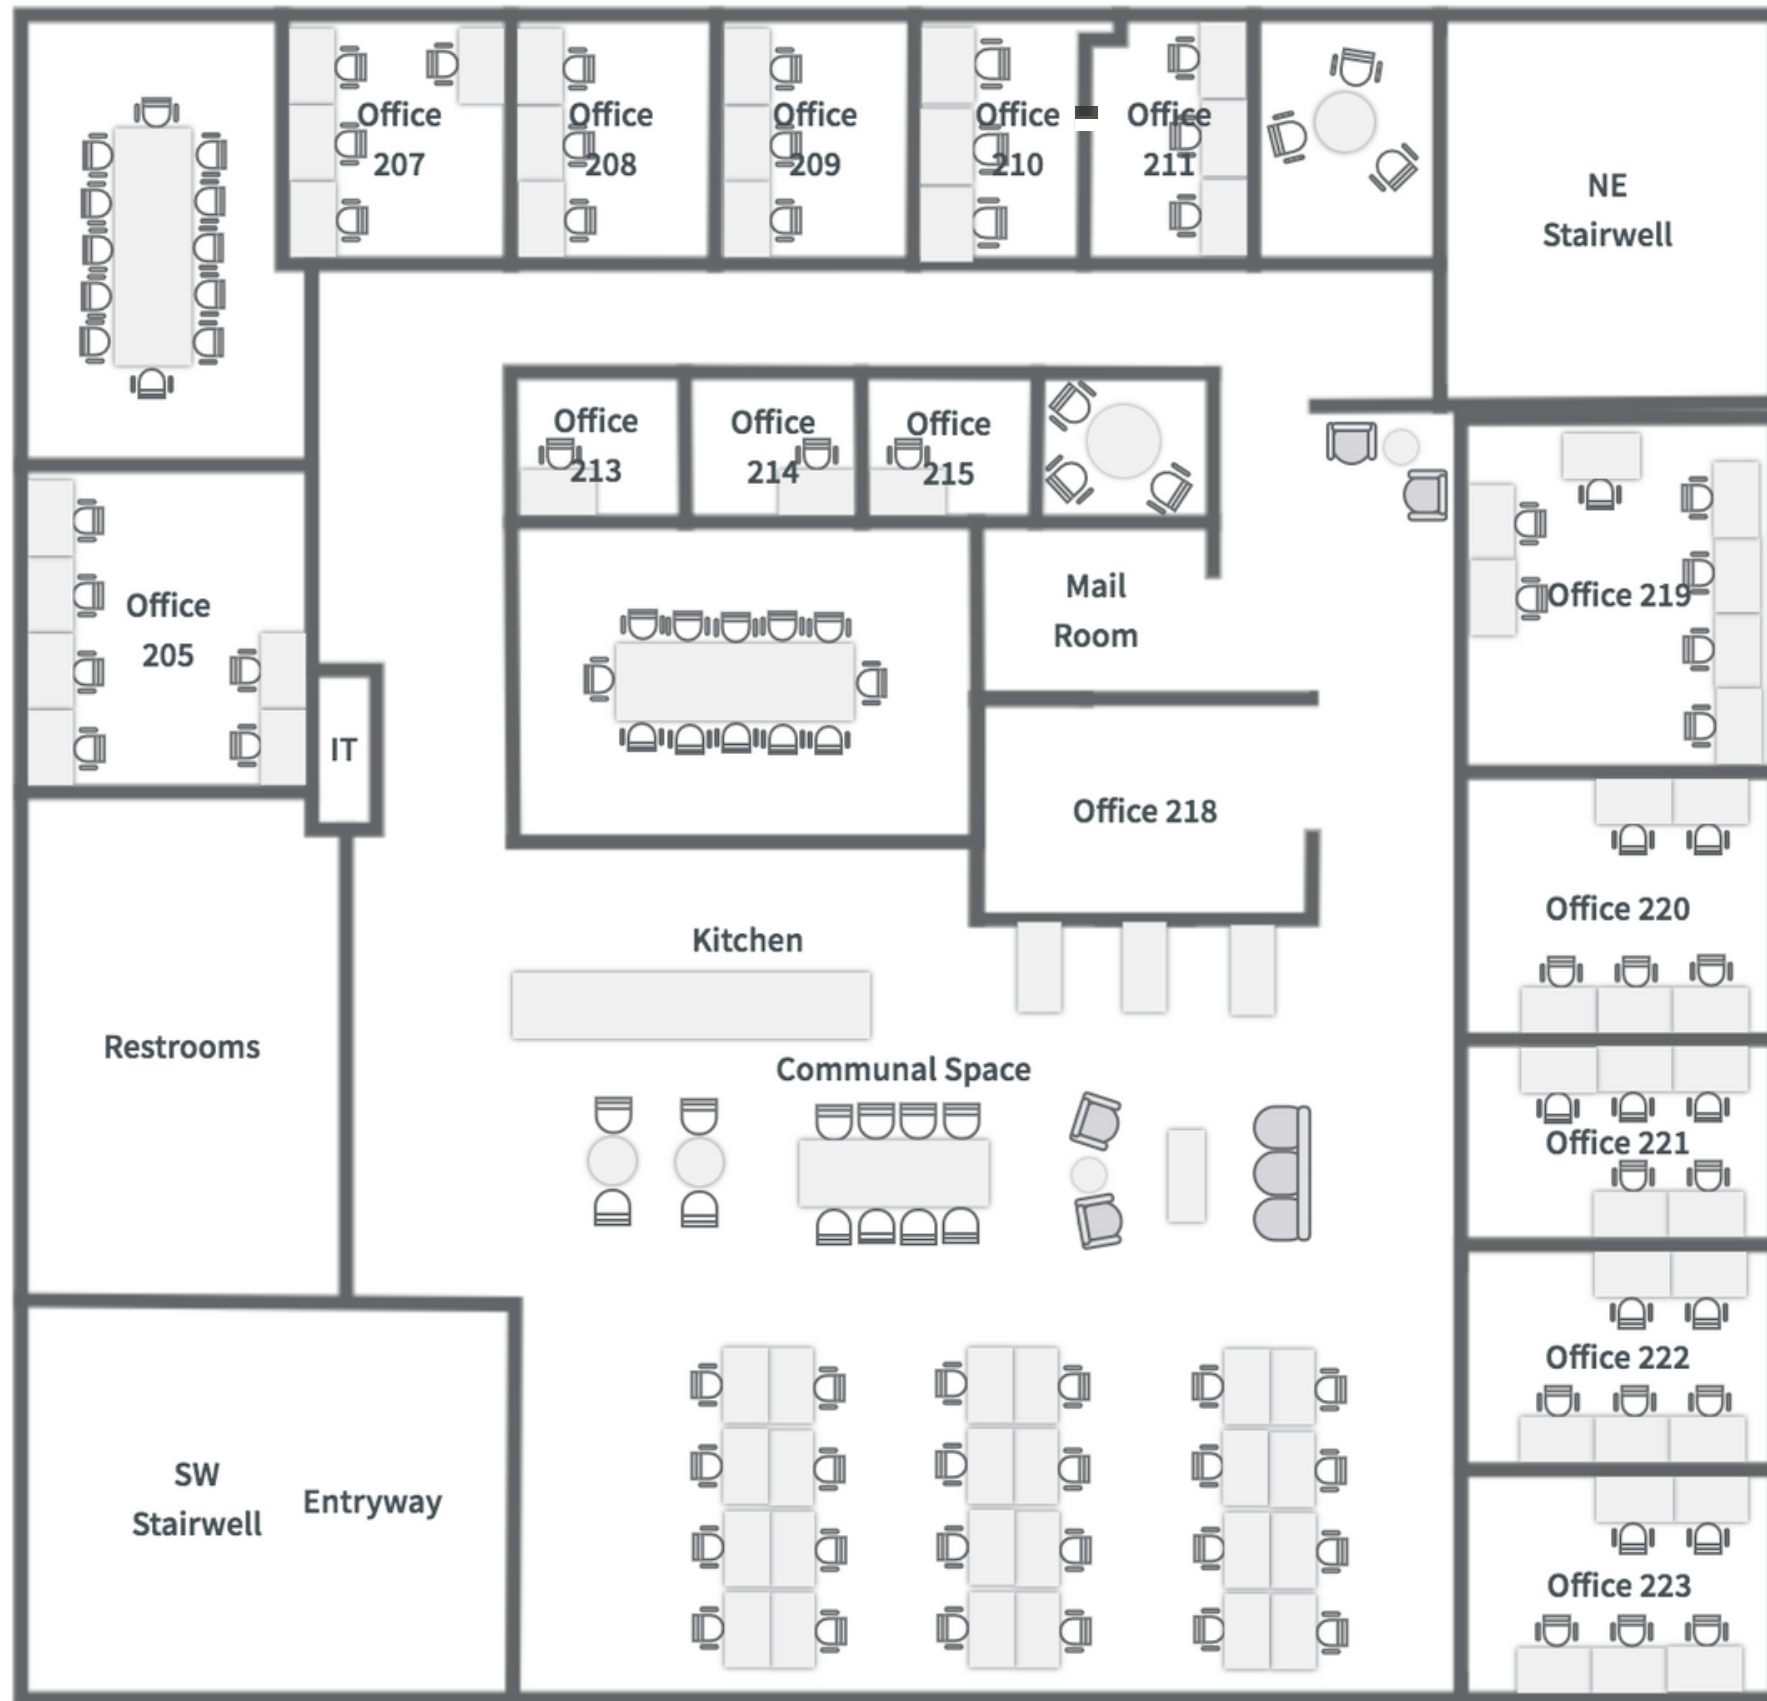 Office
207
Office
208
Office
209
Office
210
Office
211
NE
Stairwell
Office
213
Office
214
Office
215
Office
205
Mail
Room
Office 219
IT
Office 218
Office 220
Kitchen
Restrooms
Communal Space
Office 221
Office 222
SW
Stairwell
Entryway
Office 223